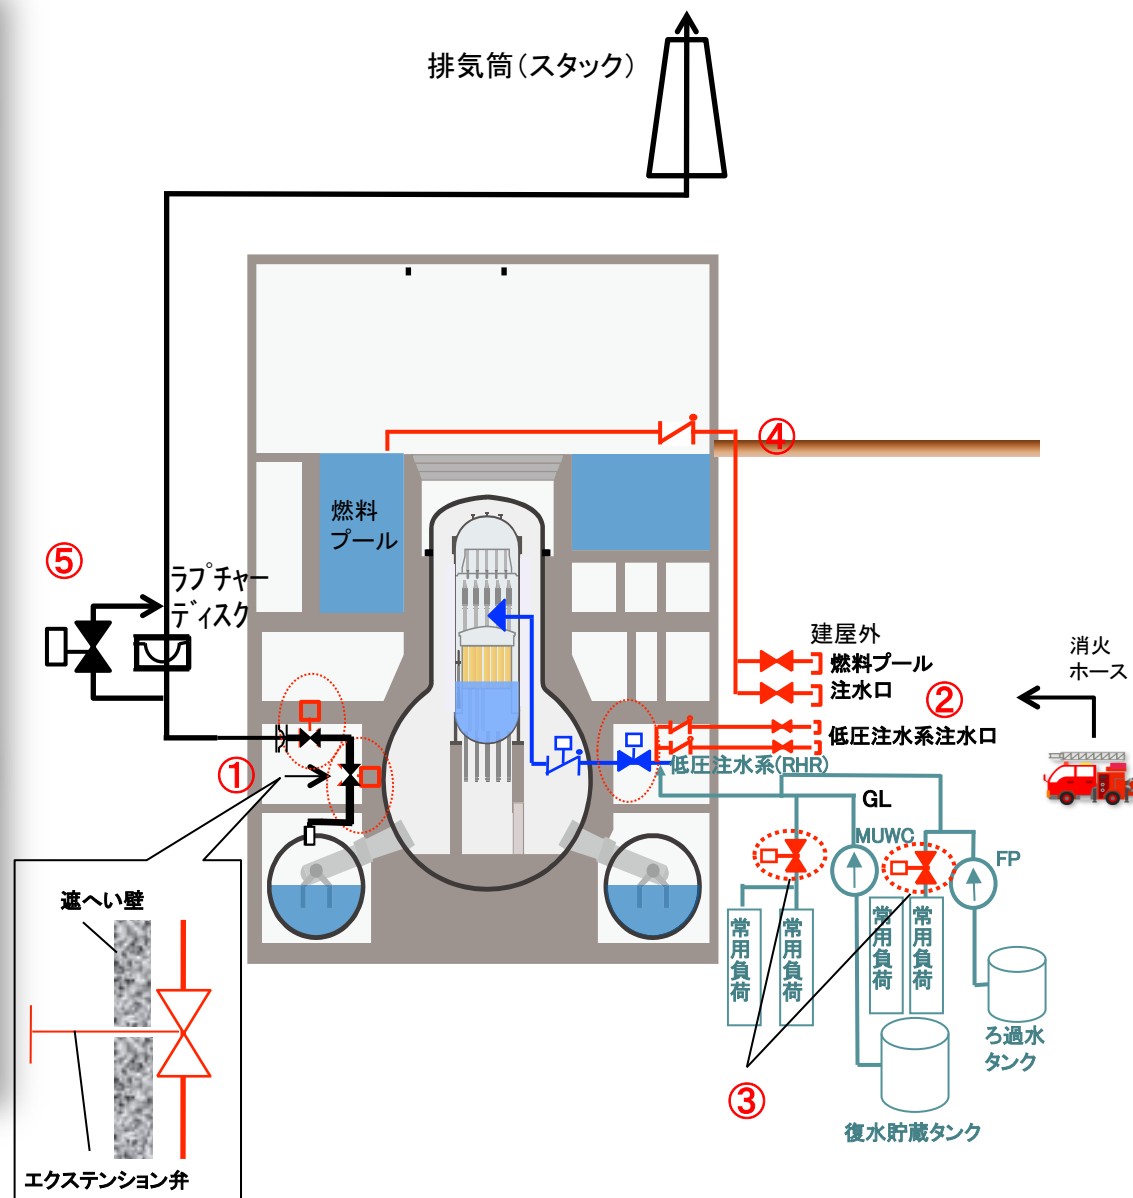 排気筒(スタック)
④
燃料
プール
⑤
ラプチャー
ディスク
建屋外
燃料プール
注水口
②
消火
ホース
低圧注水系注水口
低圧注水系(RHR)
①
GL
MUWC
FP
遮へい壁
常用負荷
常用負荷
常用負荷
常用負荷
ろ過水
タンク
③
復水貯蔵タンク
エクステンション弁